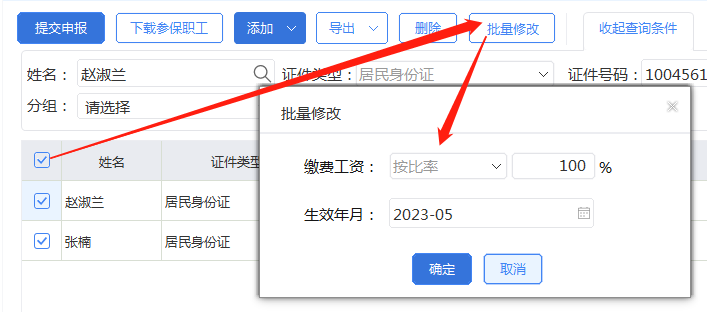 提交申报 下载参保职工 添加 导出 删除 批量修改 收起查询条件
姓名： 赵淑兰 证件类型： 居民身份证 证件号码： 1004561
分组： 请选择
批量修改
缴费工资： 按比率 100 %
生效年月： 2023-05
确定 取消
姓名 证件类型
赵淑兰 居民身份证
张楠 居民身份证